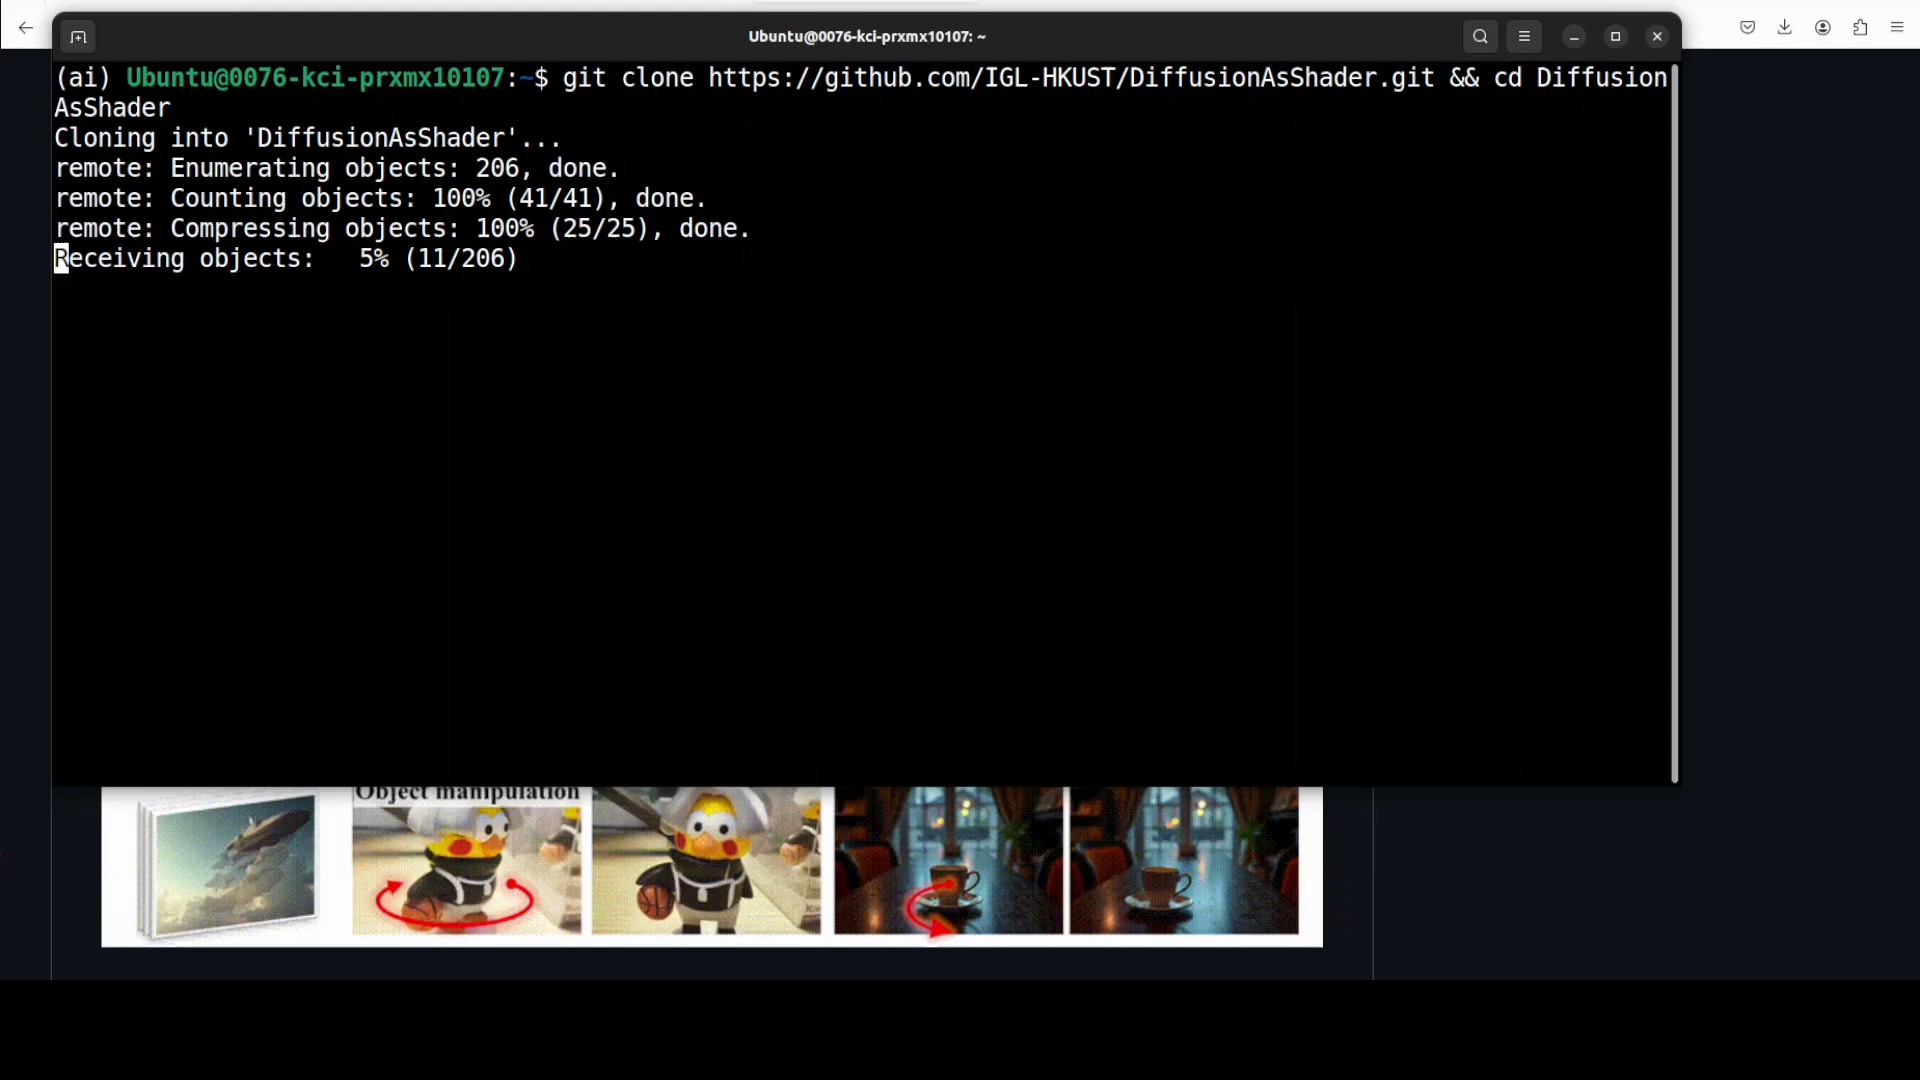 Ubuntu@0076-kci-prxmx10107: ~
(ai) Ubuntu@0076-kci-prxmx10107:~$ git clone https://github.com/IGL-HKUST/DiffusionAsShader.git && cd Diffusion
AsShader
Cloning into 'DiffusionAsShader'...
remote: Enumerating objects: 206, done.
remote: Counting objects: 100% (41/41), done.
remote: Compressing objects: 100% (25/25), done.
Receiving objects:   5% (11/206)
Object manipulation